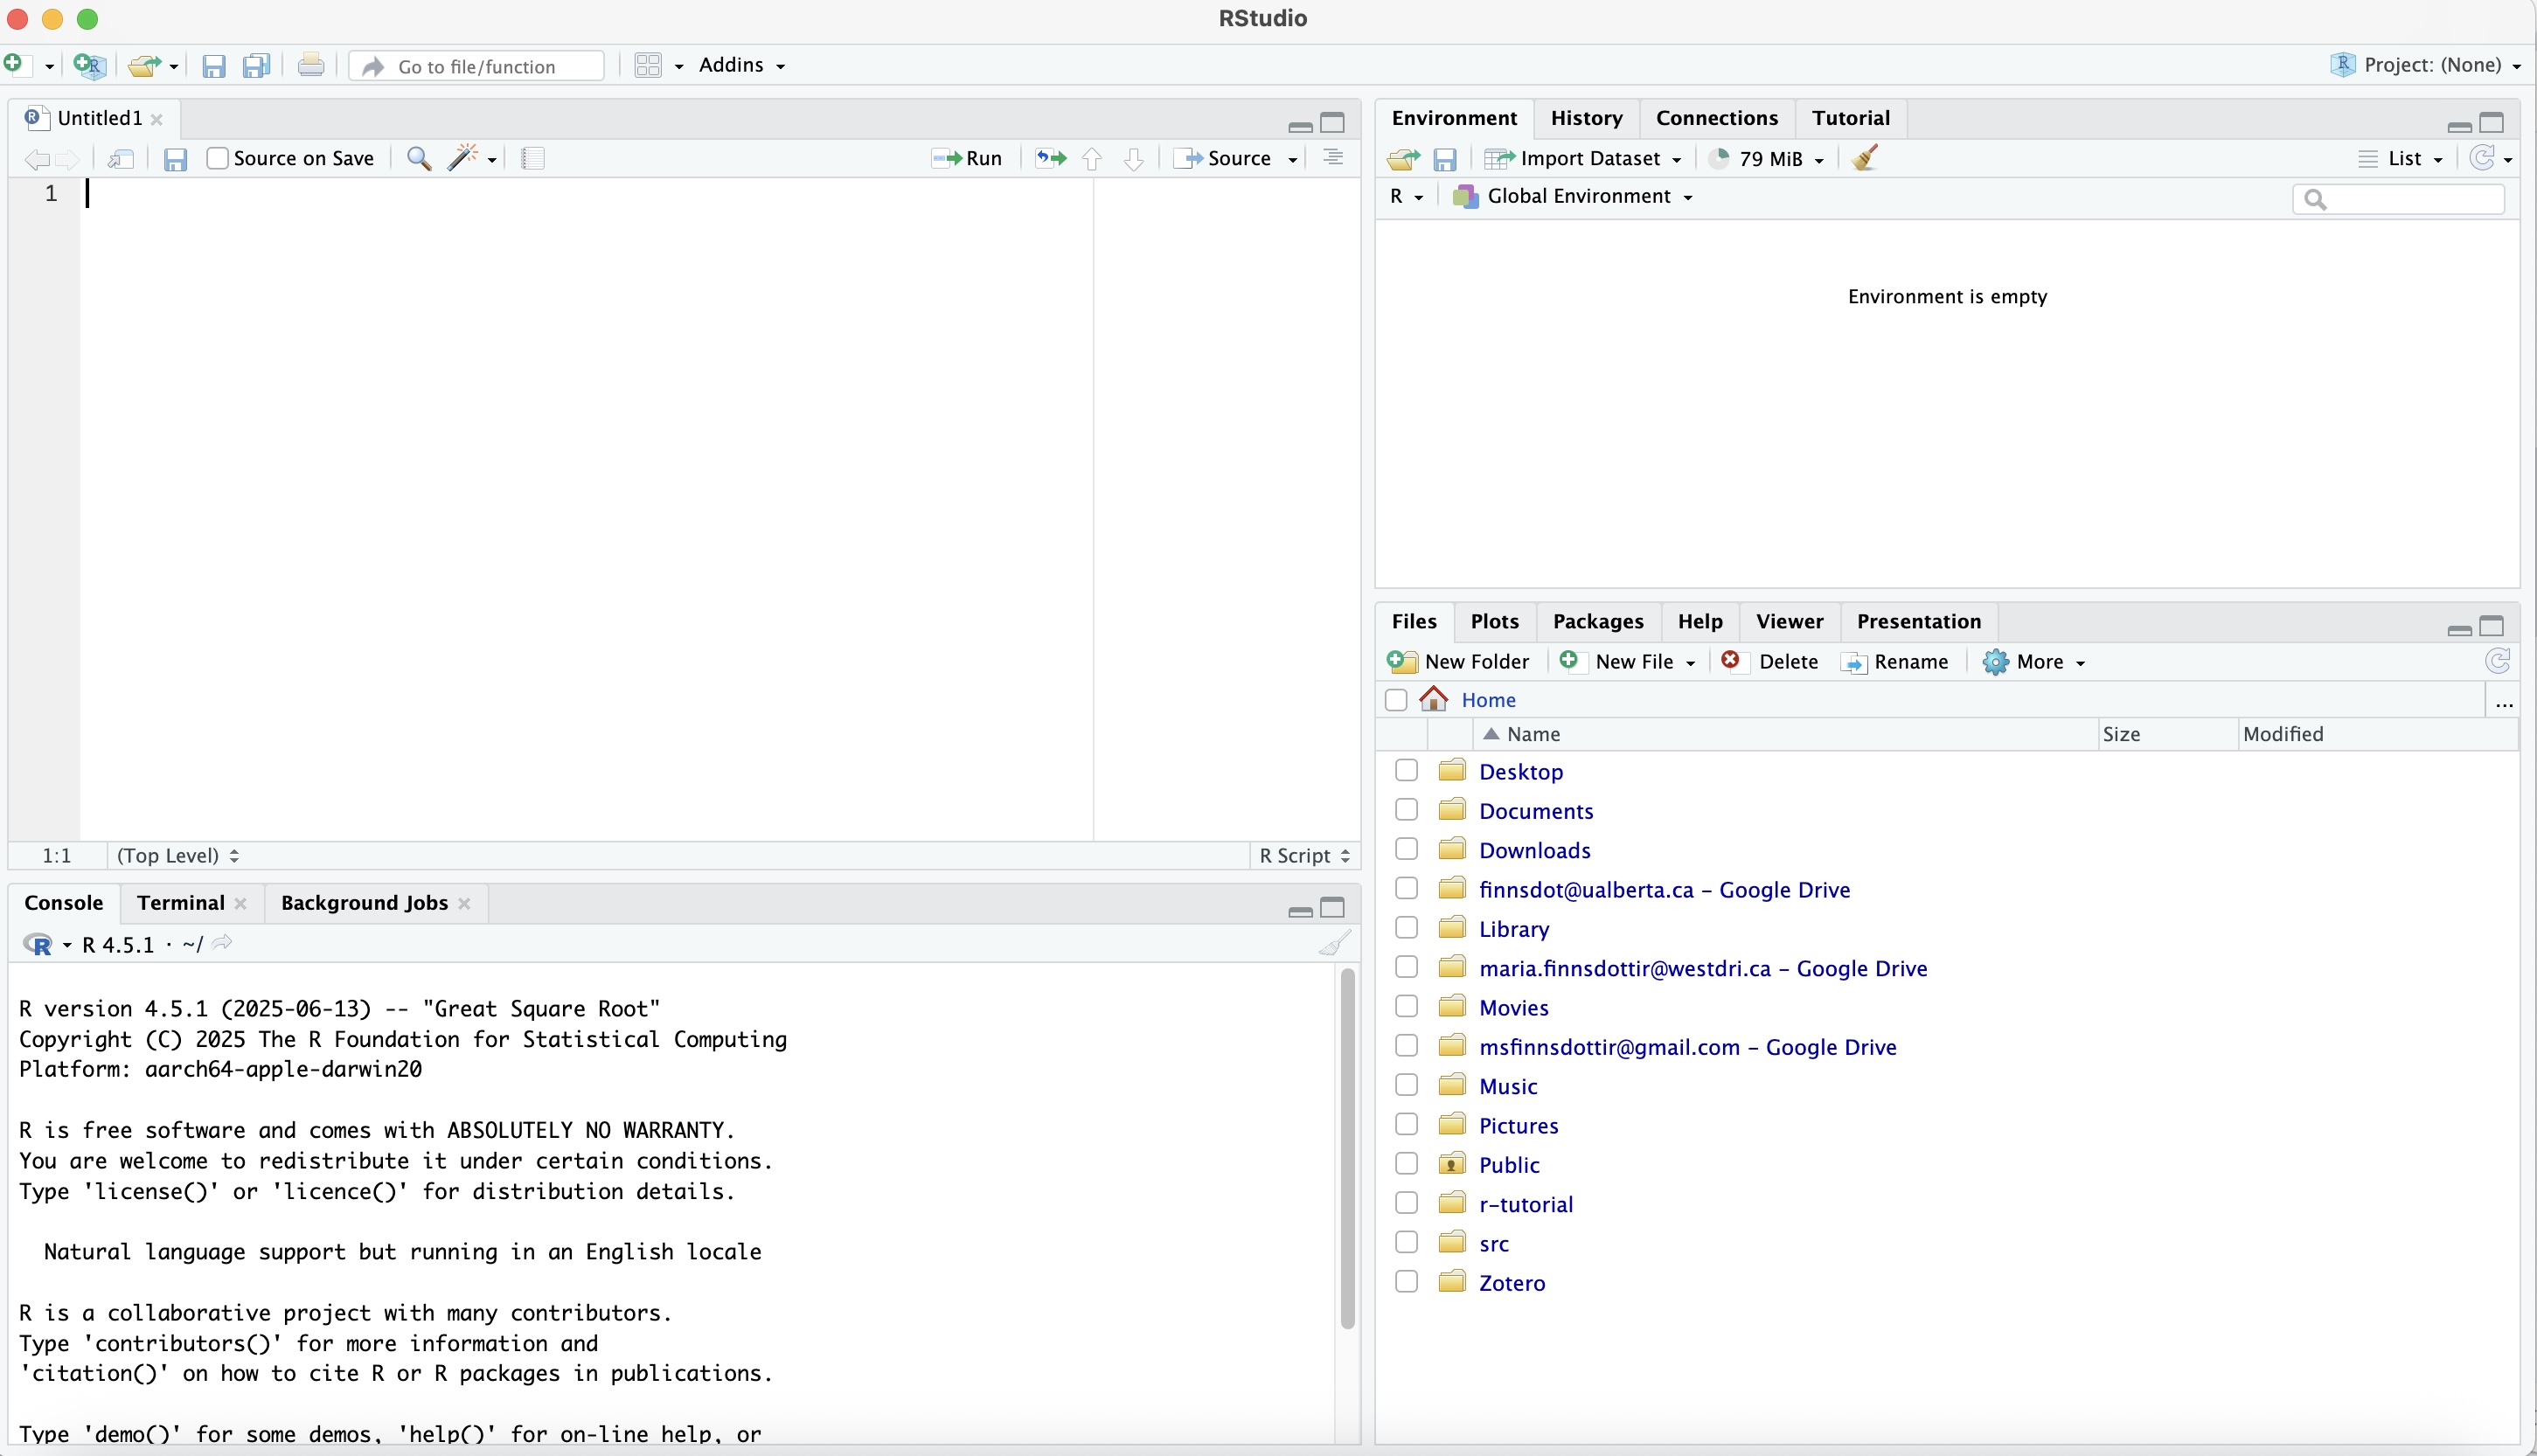 RStudio
Go to file/function
Addins
Project: (None)
Untitled1
Source on Save
Run
Source
1
1:1
(Top Level)
R Script
Console
Terminal
Background Jobs
R 4.5.1 · ~/
R version 4.5.1 (2025-06-13) -- "Great Square Root"
Copyright (C) 2025 The R Foundation for Statistical Computing
Platform: aarch64-apple-darwin20
R is free software and comes with ABSOLUTELY NO WARRANTY.
You are welcome to redistribute it under certain conditions.
Type 'license()' or 'licence()' for distribution details.
Natural language support but running in an English locale
R is a collaborative project with many contributors.
Type 'contributors()' for more information and
'citation()' on how to cite R or R packages in publications.
Type 'demo()' for some demos, 'help()' for on-line help, or
Environment
History
Connections
Tutorial
Import Dataset
79 MiB
List
R
Global Environment
Environment is empty
Files
Plots
Packages
Help
Viewer
Presentation
New Folder
New File
Delete
Rename
More
Home
...
Name
Size
Modified
Desktop
Documents
Downloads
finnsdot@ualberta.ca – Google Drive
Library
maria.finnsdottir@westdri.ca – Google Drive
Movies
msfinnsdottir@gmail.com – Google Drive
Music
Pictures
Public
r-tutorial
src
Zotero